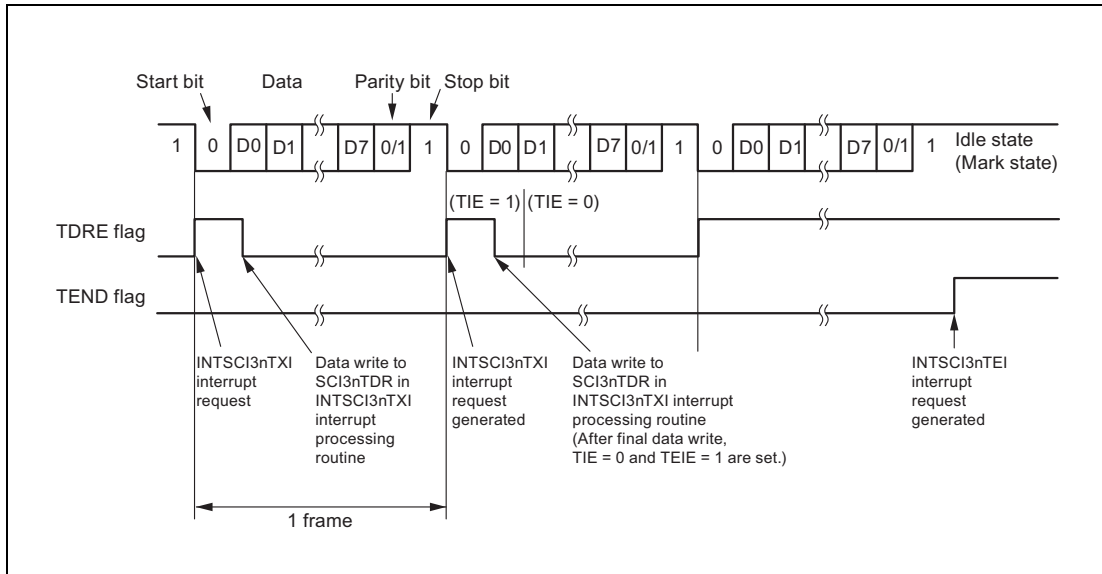 Start bit Data Parity bit Stop bit
1 0 D0 D1 D7 0/1 1 0 D0 D1 D7 0/1 1 0 D0 D1 D7 0/1 1 Idle state
(Mark state)
(TIE = 1) (TIE = 0)
TDRE flag
TEND flag
INTSCI3nTXI
interrupt
request
Data write to
SCI3nTDR in
INTSCI3nTXI
interrupt
processing
routine
INTSCI3nTXI
interrupt
request
generated
Data write to
SCI3nTDR in
INTSCI3nTXI interrupt
processing routine
(After final data write,
TIE = 0 and TEIE = 1 are set.)
INTSCI3nTEI
interrupt
request
generated
1 frame